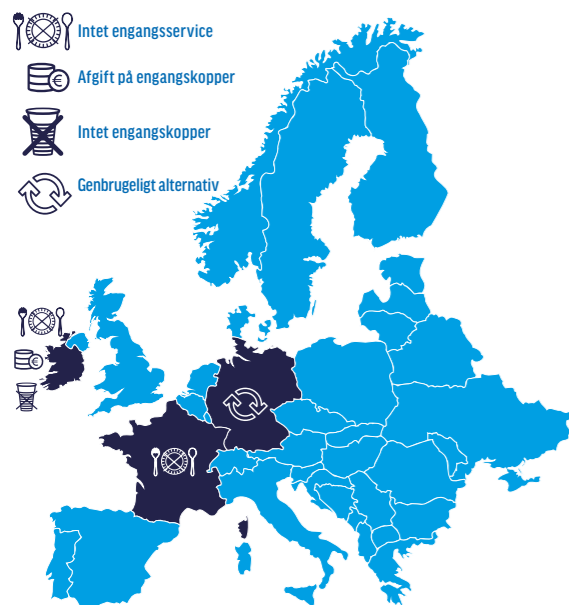 Intet engangsservice
Afgift på engangskopper
Intet engangskopper
Genbrugeligt alternativ